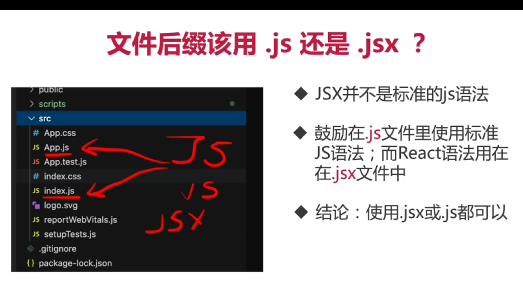 文件后缀该用 .js 还是 .jsx ？
public
scripts
src
# App.css
JS App.js
JS App.test.js
# index.css
JS index.js
logo.svg
JS reportWebVitals.js
JS setupTests.js
.gitignore
{} package-lock.json
JS
VS
JSX
◆ JSX并不是标准的js语法
◆ 鼓励在.js文件里使用标准
JS语法；而React语法用在
在.jsx文件中
◆ 结论：使用.jsx或.js都可以